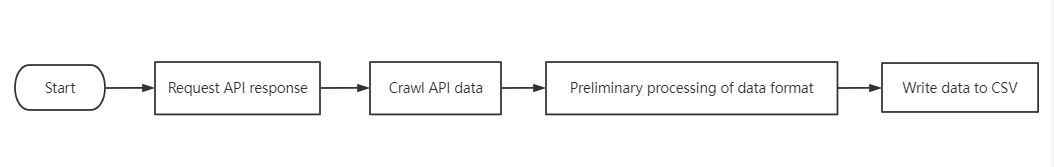 Start
Request API response
Crawl API data
Preliminary processing of data format
Write data to CSV